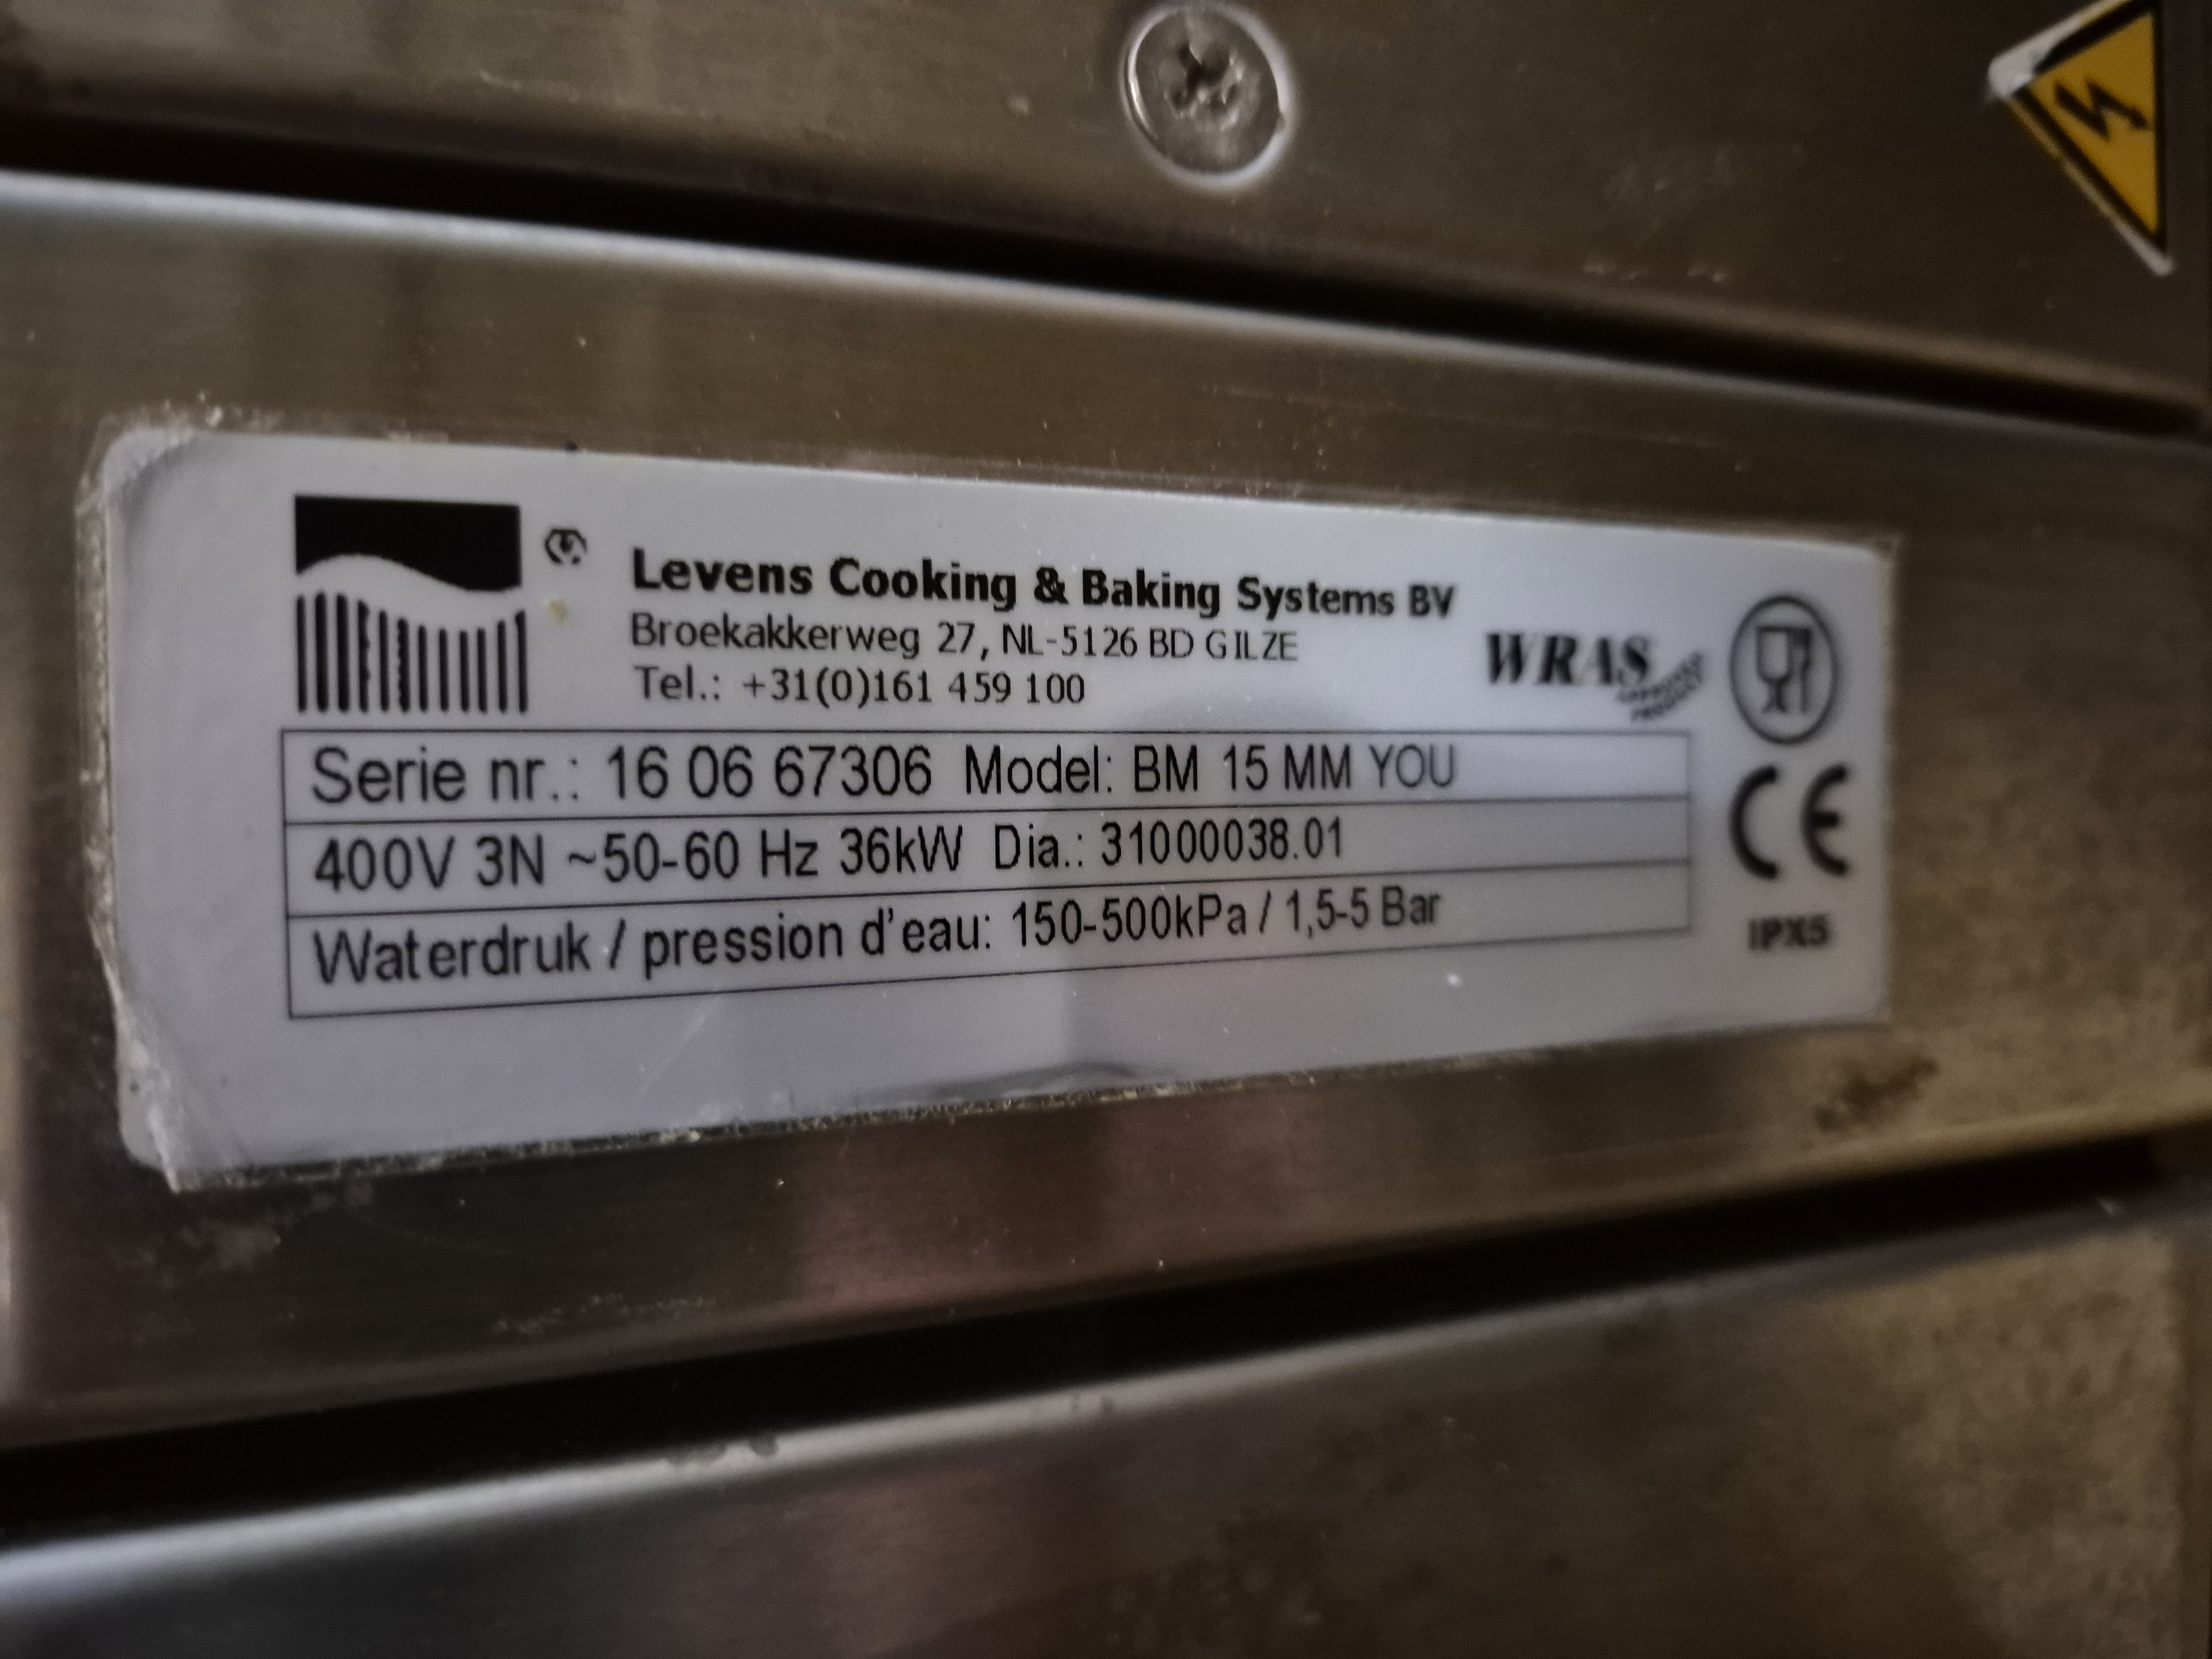 Levens Cooking & Baking Systems BV
Broekakkerweg 27, NL-5126 BD GILZE
Tel.: +31(0)161 459 100
WRAS
APPROVED
PRODUCT
Serie nr.: 16 06 67306 Model: BM 15 MM YOU
400V 3N ~50-60 Hz 36kW Dia.: 31000038.01
Waterdruk / pression d'eau: 150-500kPa / 1,5-5 Bar
CE
IPX5